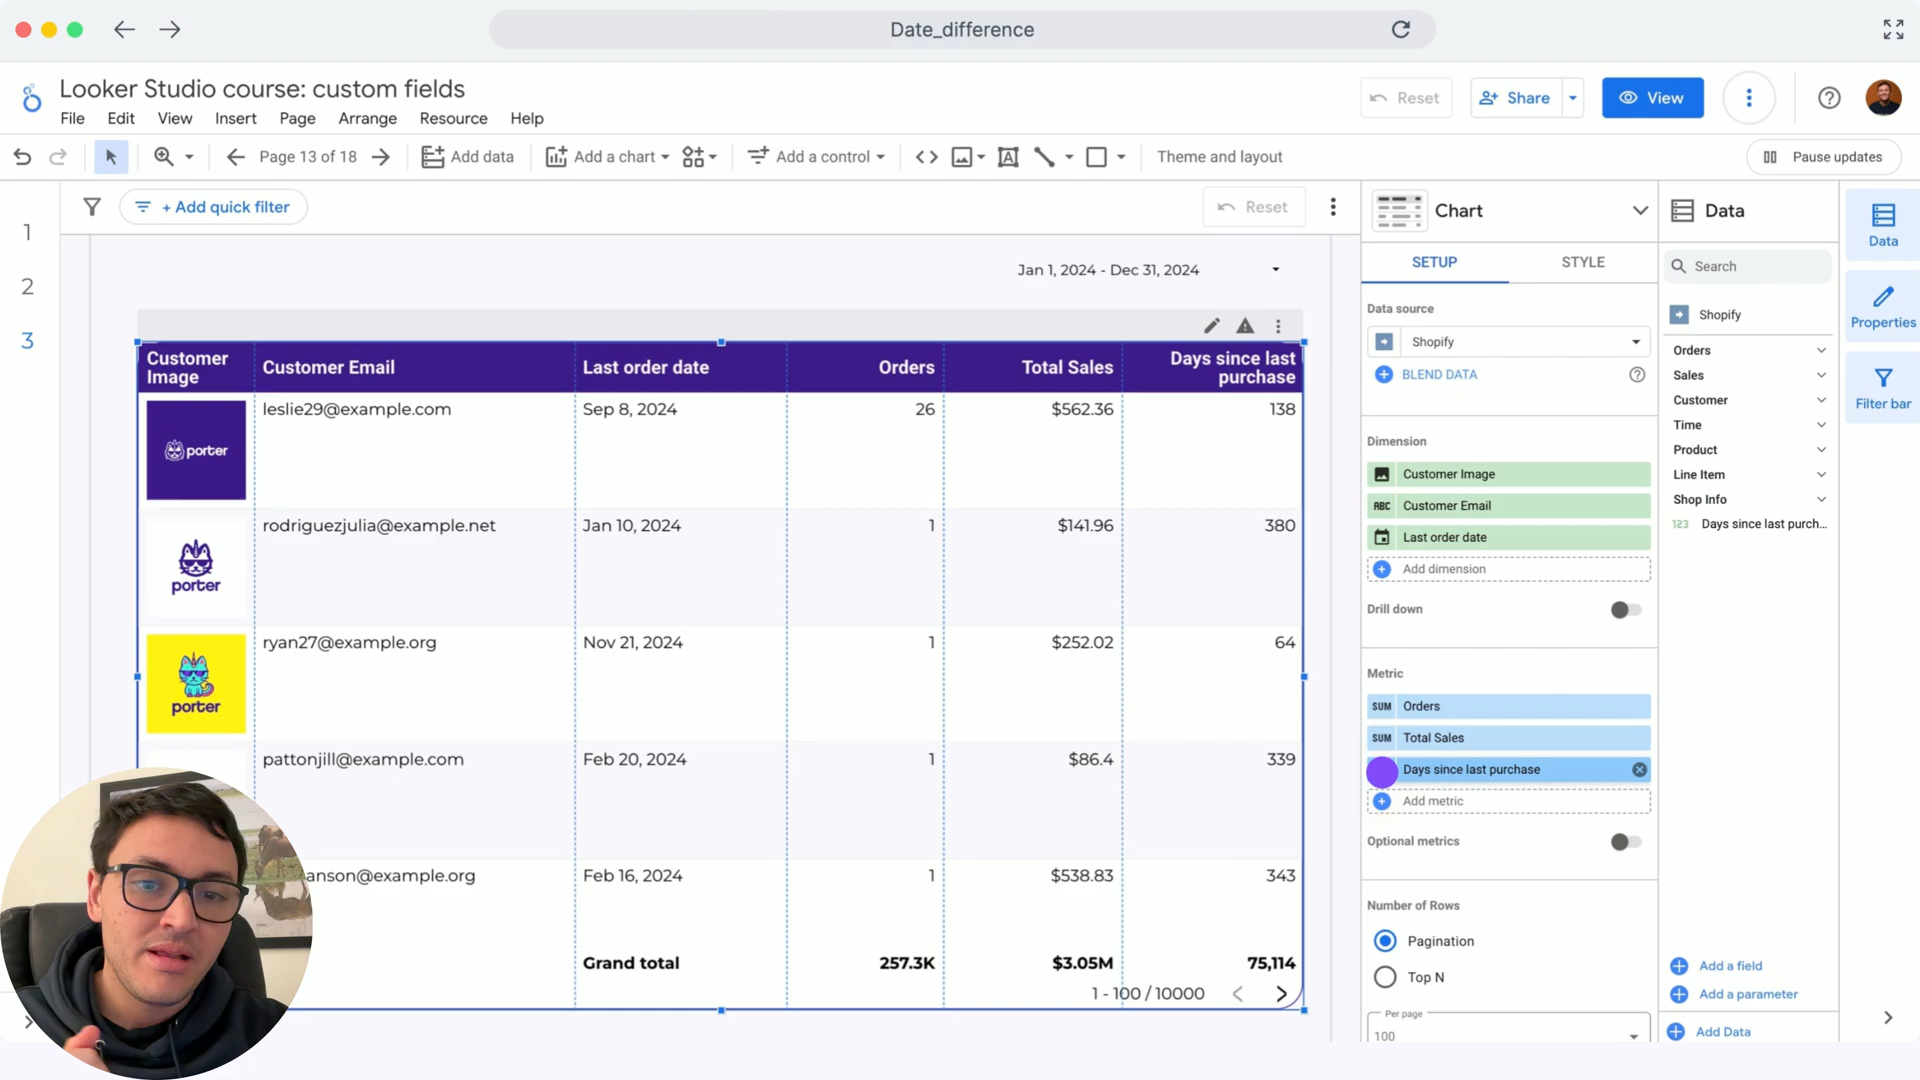 Date_difference
Looker Studio course: custom fields
Reset
Share
View
File
Edit
View
Insert
Page
Arrange
Resource
Help
Page 13 of 18
Add data
Add a chart
Add a control
Theme and layout
Pause updates
+ Add quick filter
Reset
1
2
3
Jan 1, 2024 - Dec 31, 2024
Customer Image
Customer Email
Last order date
Orders
Total Sales
Days since last purchase
porter
leslie29@example.com
Sep 8, 2024
26
$562.36
138
porter
rodriguezjulia@example.net
Jan 10, 2024
1
$141.96
380
porter
ryan27@example.org
Nov 21, 2024
1
$252.02
64
pattonjill@example.com
Feb 20, 2024
1
$86.4
339
anson@example.org
Feb 16, 2024
1
$538.83
343
Grand total
257.3K
$3.05M
75,114
1 - 100 / 10000
Chart
SETUP
STYLE
Data source
Shopify
BLEND DATA
Dimension
Customer Image
ABC
Customer Email
Last order date
Add dimension
Drill down
Metric
SUM
Orders
SUM
Total Sales
Days since last purchase
Add metric
Optional metrics
Number of Rows
Pagination
Top N
Per page
100
Data
Search
Shopify
Orders
Sales
Customer
Time
Product
Line Item
Shop Info
123
Days since last purch...
Add a field
Add a parameter
Add Data
Data
Properties
Filter bar